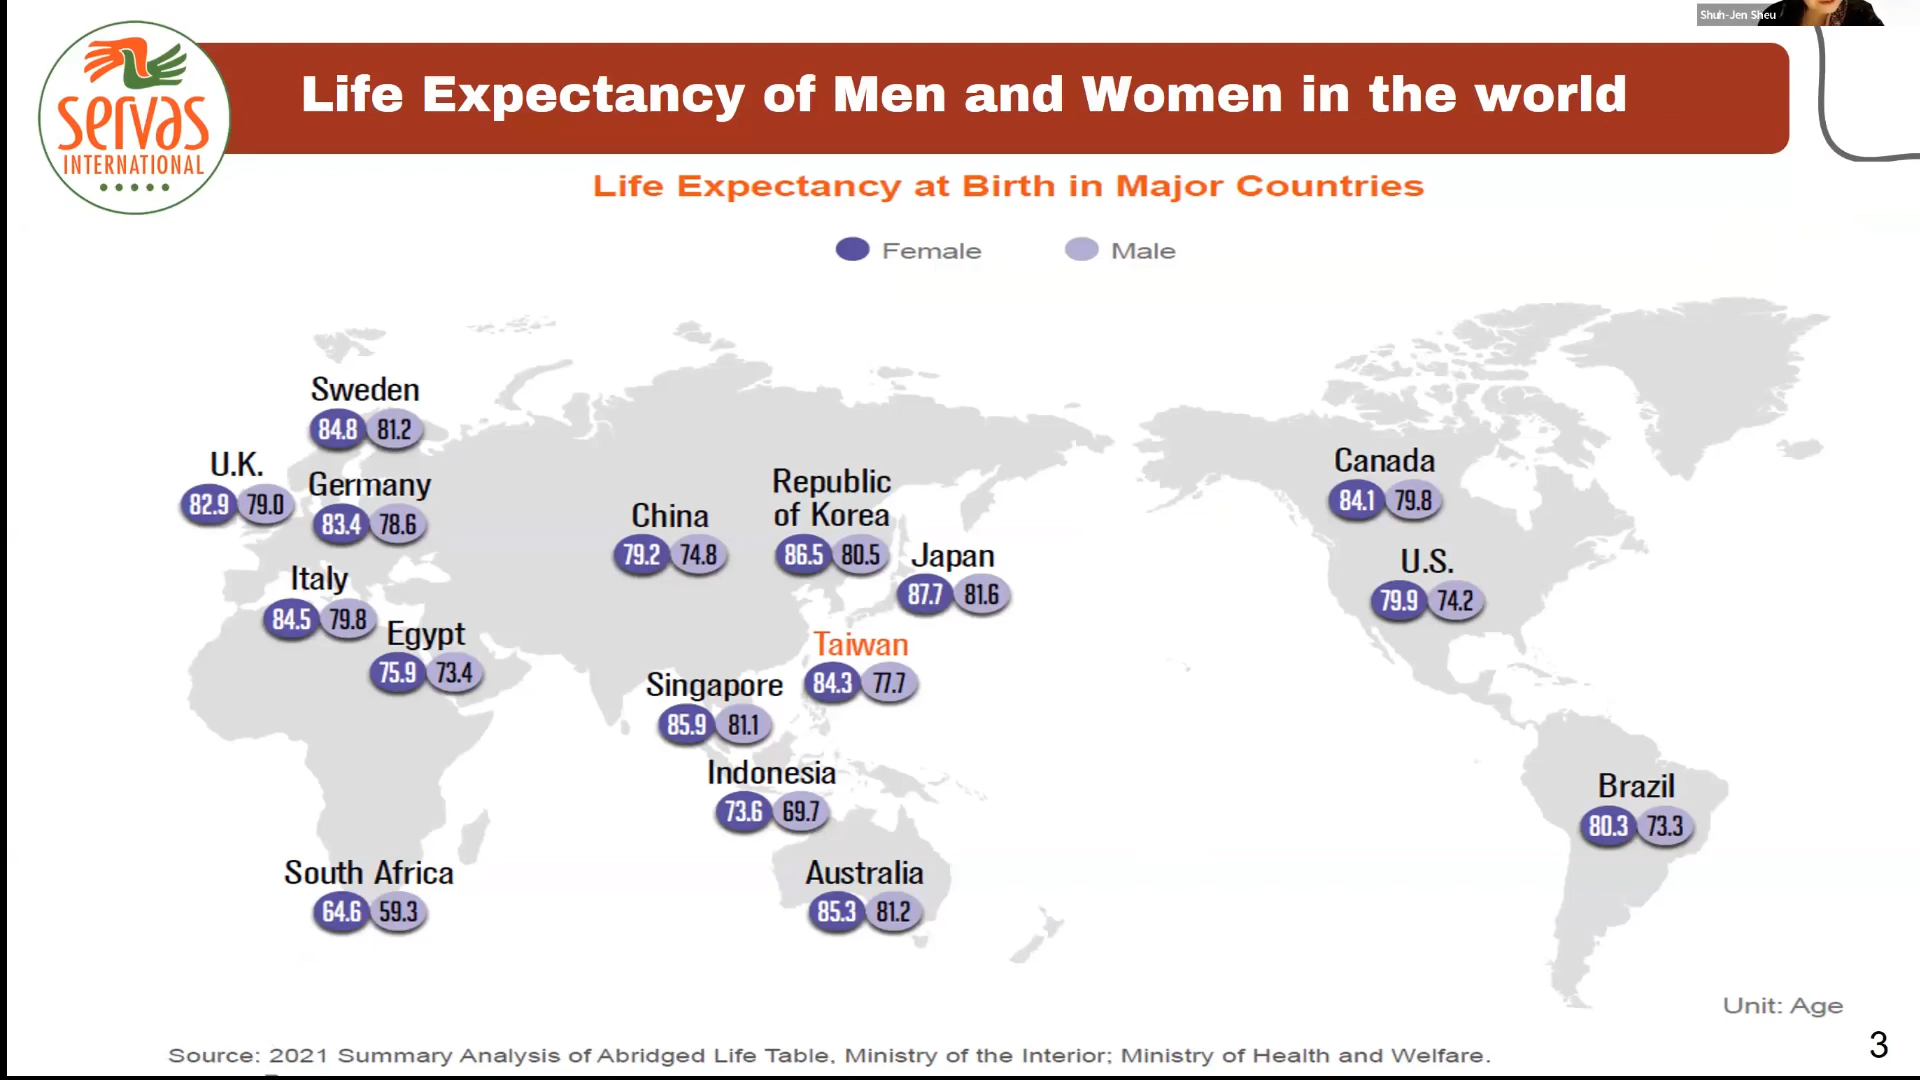 Shuh-Jen Sheu
servas
INTERNATIONAL
Life Expectancy of Men and Women in the world
Life Expectancy at Birth in Major Countries
Female
Male
Sweden
84.8 81.2
U.K.
82.9 79.0
Germany
83.4 78.6
Italy
84.5 79.8
Egypt
75.9 73.4
South Africa
64.6 59.3
China
79.2 74.8
Republic
of Korea
86.5 80.5
Japan
87.7 81.6
Taiwan
84.3 77.7
Singapore
85.9 81.1
Indonesia
73.6 69.7
Australia
85.3 81.2
Canada
84.1 79.8
U.S.
79.9 74.2
Brazil
80.3 73.3
Unit: Age
3
Source: 2021 Summary Analysis of Abridged Life Table, Ministry of the Interior; Ministry of Health and Welfare.